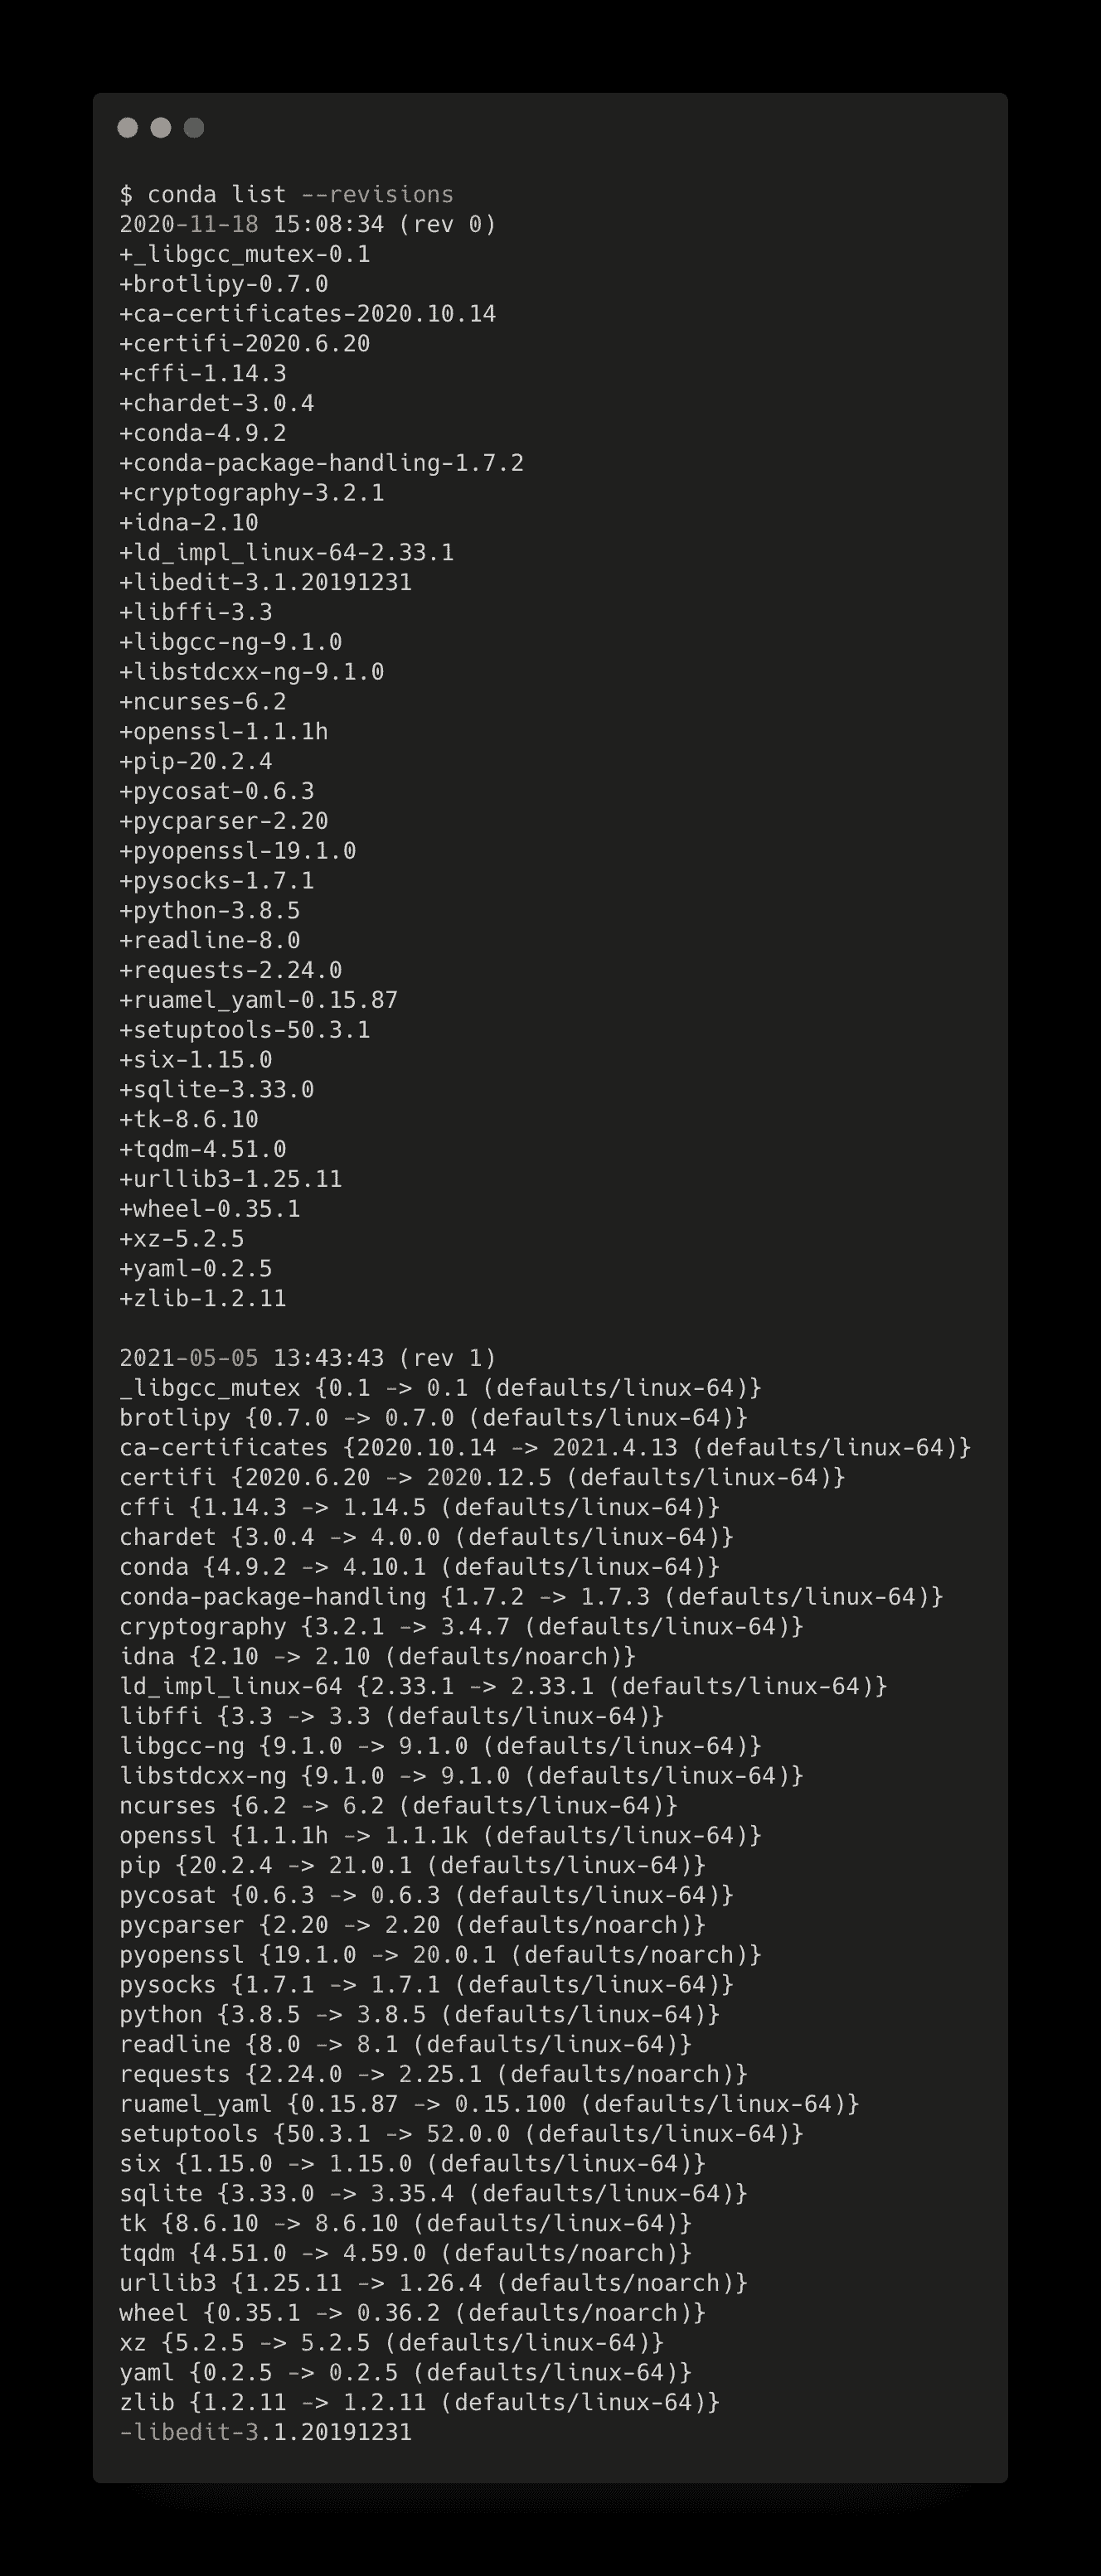 $ conda list --revisions
2020-11-18 15:08:34 (rev 0)
+_libgcc_mutex-0.1
+brotlipy-0.7.0
+ca-certificates-2020.10.14
+certifi-2020.6.20
+cffi-1.14.3
+chardet-3.0.4
+conda-4.9.2
+conda-package-handling-1.7.2
+cryptography-3.2.1
+idna-2.10
+ld_impl_linux-64-2.33.1
+libedit-3.1.20191231
+libffi-3.3
+libgcc-ng-9.1.0
+libstdcxx-ng-9.1.0
+ncurses-6.2
+openssl-1.1.1h
+pip-20.2.4
+pycosat-0.6.3
+pycparser-2.20
+pyopenssl-19.1.0
+pysocks-1.7.1
+python-3.8.5
+readline-8.0
+requests-2.24.0
+ruamel_yaml-0.15.87
+setuptools-50.3.1
+six-1.15.0
+sqlite-3.33.0
+tk-8.6.10
+tqdm-4.51.0
+urllib3-1.25.11
+wheel-0.35.1
+xz-5.2.5
+yaml-0.2.5
+zlib-1.2.11

2021-05-05 13:43:43 (rev 1)
_libgcc_mutex {0.1 -> 0.1 (defaults/linux-64)}
brotlipy {0.7.0 -> 0.7.0 (defaults/linux-64)}
ca-certificates {2020.10.14 -> 2021.4.13 (defaults/linux-64)}
certifi {2020.6.20 -> 2020.12.5 (defaults/linux-64)}
cffi {1.14.3 -> 1.14.5 (defaults/linux-64)}
chardet {3.0.4 -> 4.0.0 (defaults/linux-64)}
conda {4.9.2 -> 4.10.1 (defaults/linux-64)}
conda-package-handling {1.7.2 -> 1.7.3 (defaults/linux-64)}
cryptography {3.2.1 -> 3.4.7 (defaults/linux-64)}
idna {2.10 -> 2.10 (defaults/noarch)}
ld_impl_linux-64 {2.33.1 -> 2.33.1 (defaults/linux-64)}
libffi {3.3 -> 3.3 (defaults/linux-64)}
libgcc-ng {9.1.0 -> 9.1.0 (defaults/linux-64)}
libstdcxx-ng {9.1.0 -> 9.1.0 (defaults/linux-64)}
ncurses {6.2 -> 6.2 (defaults/linux-64)}
openssl {1.1.1h -> 1.1.1k (defaults/linux-64)}
pip {20.2.4 -> 21.0.1 (defaults/linux-64)}
pycosat {0.6.3 -> 0.6.3 (defaults/linux-64)}
pycparser {2.20 -> 2.20 (defaults/noarch)}
pyopenssl {19.1.0 -> 20.0.1 (defaults/noarch)}
pysocks {1.7.1 -> 1.7.1 (defaults/linux-64)}
python {3.8.5 -> 3.8.5 (defaults/linux-64)}
readline {8.0 -> 8.1 (defaults/linux-64)}
requests {2.24.0 -> 2.25.1 (defaults/noarch)}
ruamel_yaml {0.15.87 -> 0.15.100 (defaults/linux-64)}
setuptools {50.3.1 -> 52.0.0 (defaults/linux-64)}
six {1.15.0 -> 1.15.0 (defaults/linux-64)}
sqlite {3.33.0 -> 3.35.4 (defaults/linux-64)}
tk {8.6.10 -> 8.6.10 (defaults/linux-64)}
tqdm {4.51.0 -> 4.59.0 (defaults/noarch)}
urllib3 {1.25.11 -> 1.26.4 (defaults/noarch)}
wheel {0.35.1 -> 0.36.2 (defaults/noarch)}
xz {5.2.5 -> 5.2.5 (defaults/linux-64)}
yaml {0.2.5 -> 0.2.5 (defaults/linux-64)}
zlib {1.2.11 -> 1.2.11 (defaults/linux-64)}
-libedit-3.1.20191231